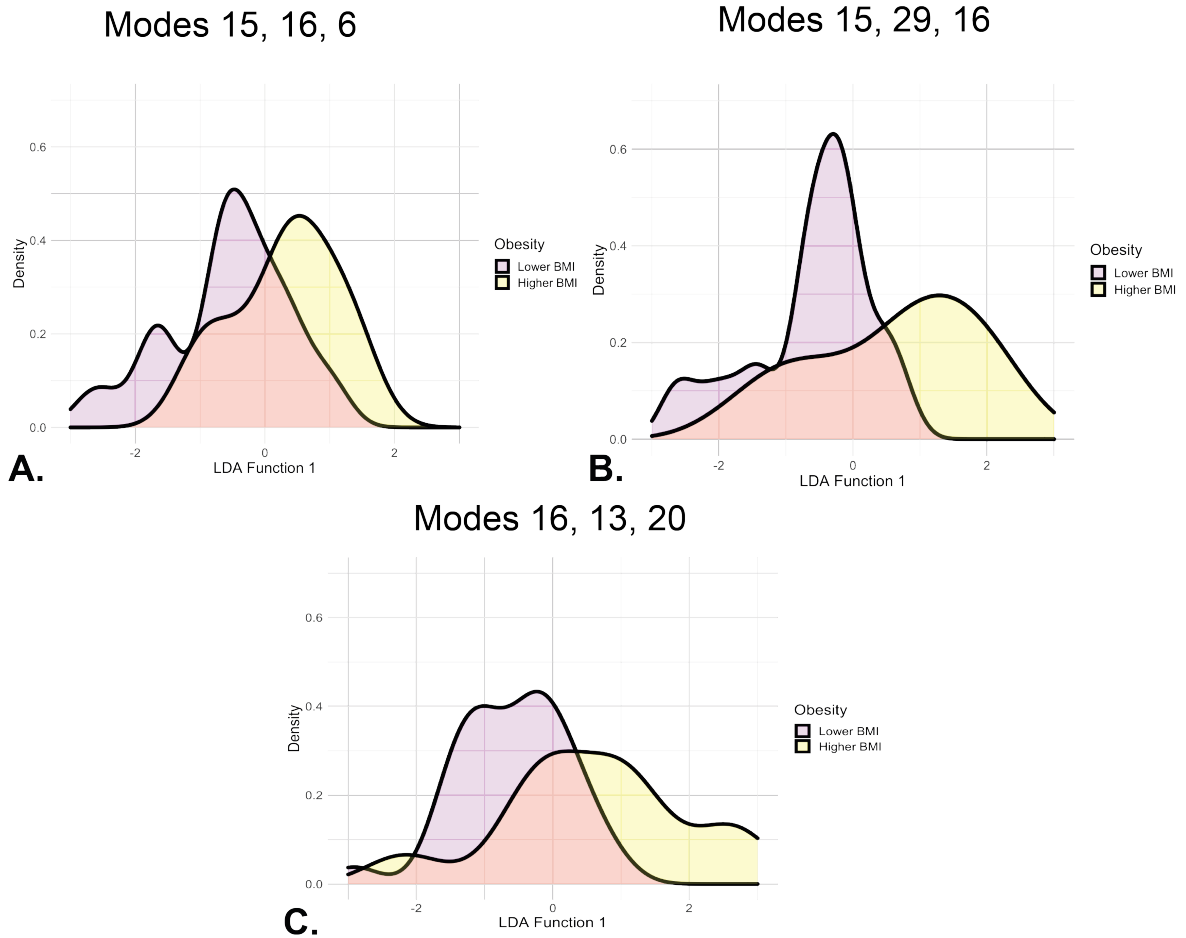 Modes 15, 16, 6
0.6
0.4
0.2
0.0
Density
-2
0
2
LDA Function 1
Obesity
Lower BMI
Higher BMI
A.
Modes 15, 29, 16
0.6
0.4
0.2
0.0
Density
-2
0
2
LDA Function 1
Obesity
Lower BMI
Higher BMI
B.
Modes 16, 13, 20
0.6
0.4
0.2
0.0
Density
-2
0
2
LDA Function 1
Obesity
Lower BMI
Higher BMI
C.